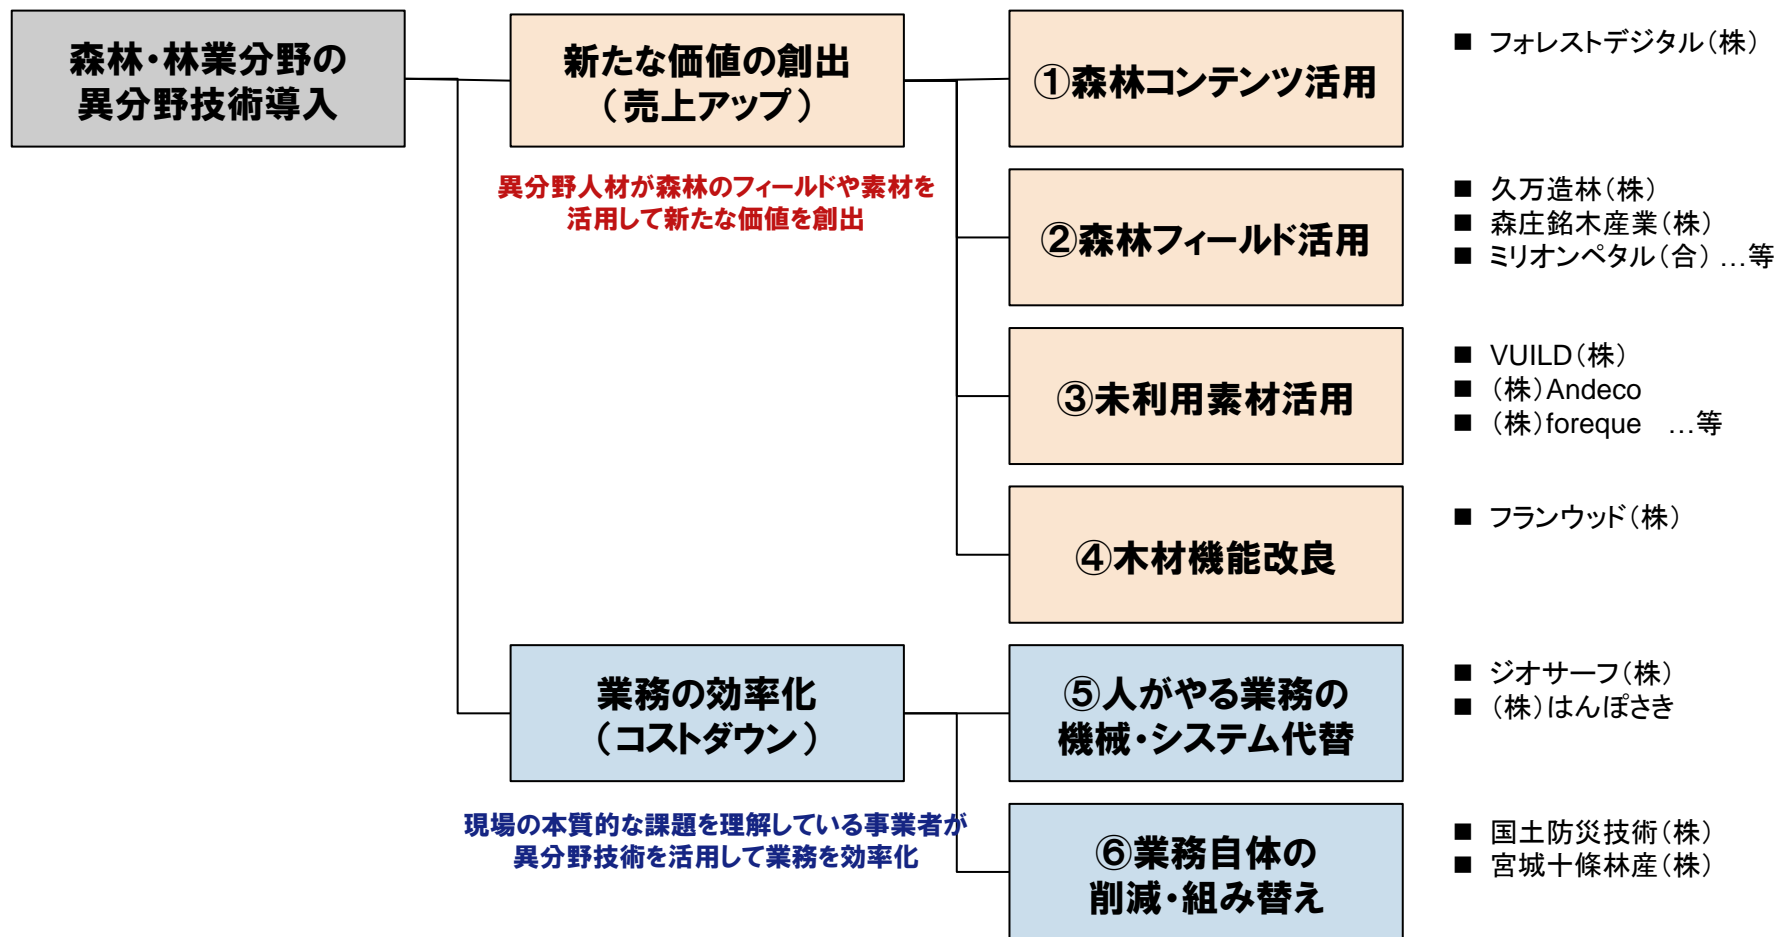 森林・林業分野の
異分野技術導入
新たな価値の創出
（売上アップ）
異分野人材が森林のフィールドや素材を
活用して新たな価値を創出
①森林コンテンツ活用
■ フォレストデジタル（株）
②森林フィールド活用
■ 久万造林（株）
■ 森庄銘木産業（株）
■ ミリオンペタル（合）…等
③未利用素材活用
■ VUILD（株）
■ （株）Andeco
■ （株）foreque　…等
④木材機能改良
■ フランウッド（株）
業務の効率化
（コストダウン）
現場の本質的な課題を理解している事業者が
異分野技術を活用して業務を効率化
⑤人がやる業務の
機械・システム代替
■ ジオサーフ（株）
■ （株）はんぽさき
⑥業務自体の
削減・組み替え
■ 国土防災技術（株）
■ 宮城十條林産（株）